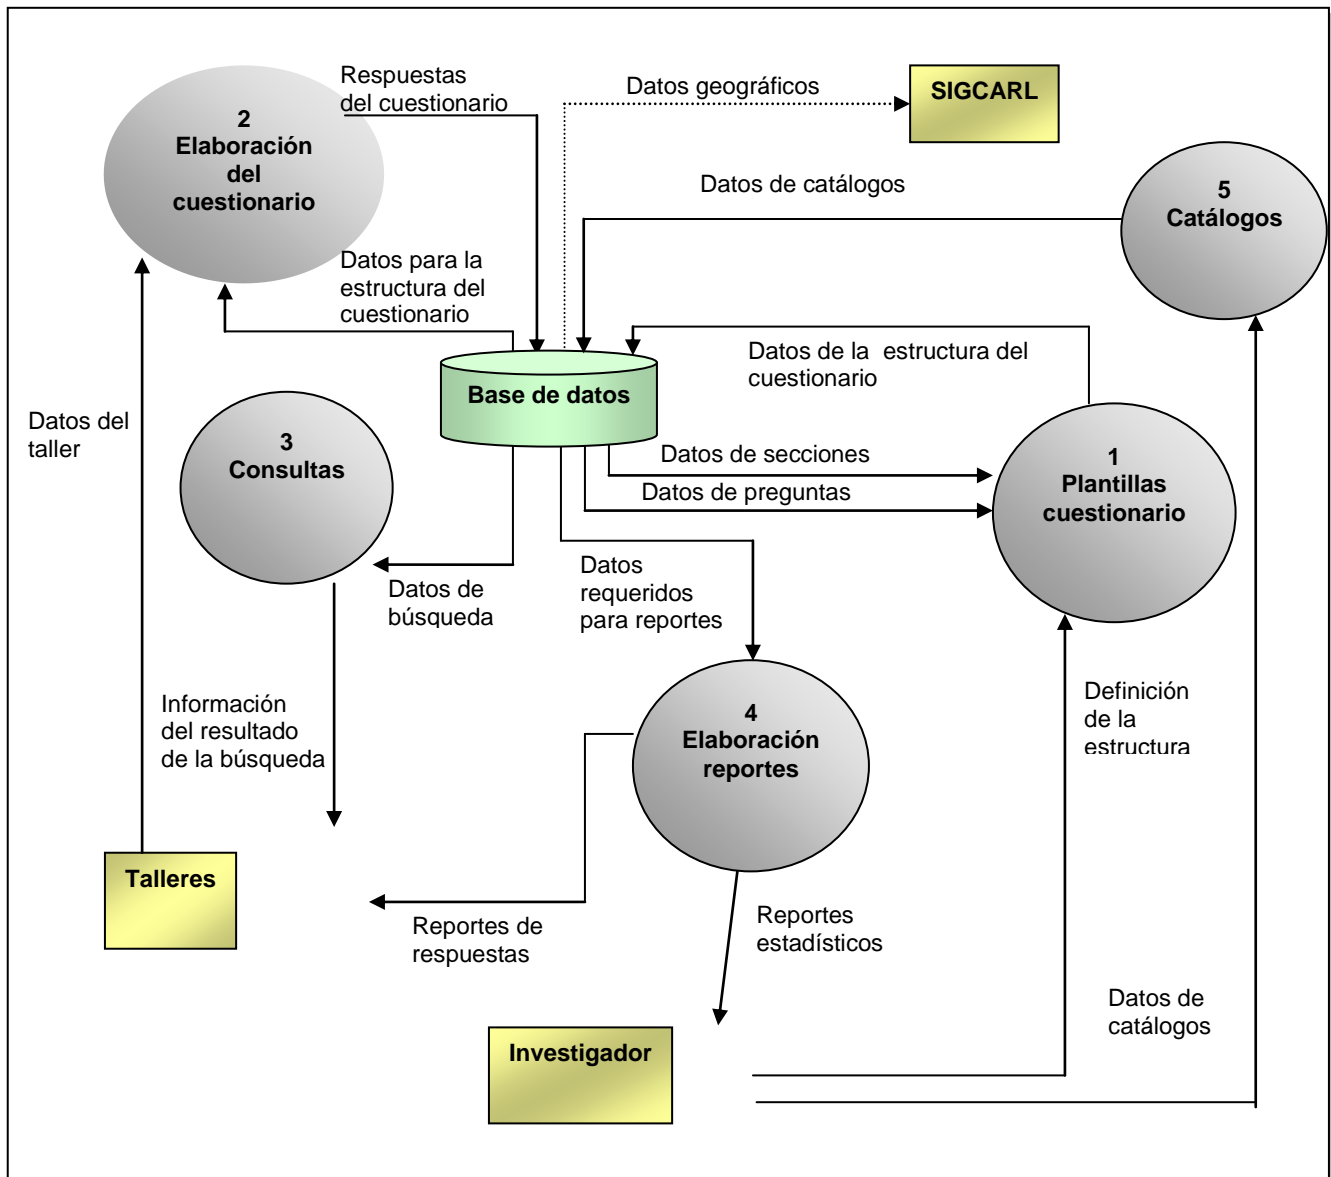 Respuestas
del cuestionario
Datos geográficos
SIGCARL
2
Elaboración
del
cuestionario
Datos de catálogos
5
Catálogos
Datos para la
estructura del
cuestionario
Datos de la estructura del
cuestionario
Base de datos
Datos del
taller
3
Consultas
Datos de secciones
Datos de preguntas
1
Plantillas
cuestionario
Datos de
búsqueda
Datos
requeridos
para reportes
Información
del resultado
de la búsqueda
4
Elaboración
reportes
Definición
de la
estructura
Talleres
Reportes de
respuestas
Reportes
estadísticos
Datos de
catálogos
Investigador